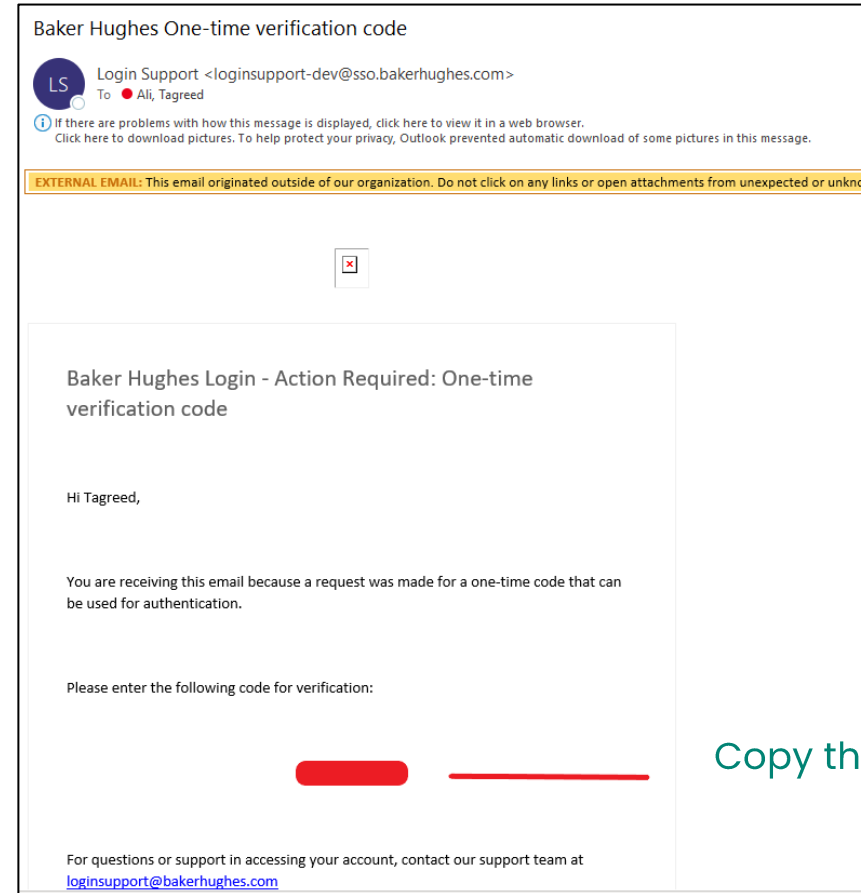 Baker Hughes One-time verification code
LS
Login Support <loginsupport-dev@sso.bakerhughes.com>
To Ali, Tagreed
If there are problems with how this message is displayed, click here to view it in a web browser.
Click here to download pictures. To help protect your privacy, Outlook prevented automatic download of some pictures in this message.
EXTERNAL EMAIL: This email originated outside of our organization. Do not click on any links or open attachments from unexpected or
Baker Hughes Login - Action Required: One-time
verification code
Hi Tagreed,
You are receiving this email because a request was made for a one-time code that can
be used for authentication.
Please enter the following code for verification:
Copy
For questions or support in accessing your account, contact our support team at
loginsupport@bakerhughes.com